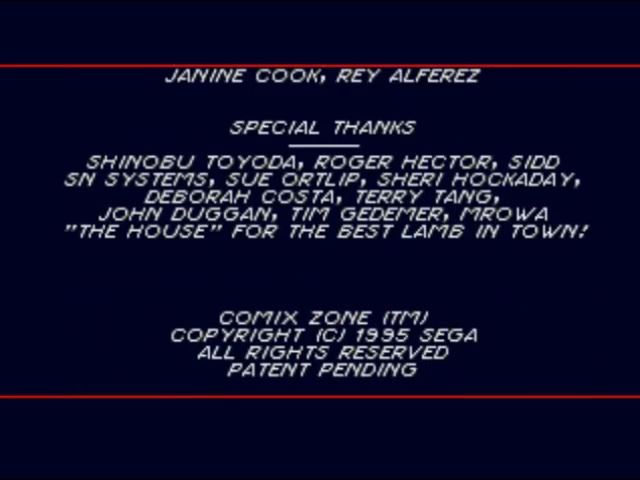 JANINE COOK, REY ALFEREZ
SPECIAL THANKS
SHINOBU TOYODA, ROGER HECTOR, SIDD
SN SYSTEMS, SUE ORTLIP, SHERI HOCKADAY,
DEBORAH COSTA, TERRY TANG,
JOHN DUGGAN, TIM GEDEMER, MROWA
"THE HOUSE" FOR THE BEST LAMB IN TOWN!
COMIX ZONE (TM)
COPYRIGHT (C) 1995 SEGA
ALL RIGHTS RESERVED
PATENT PENDING